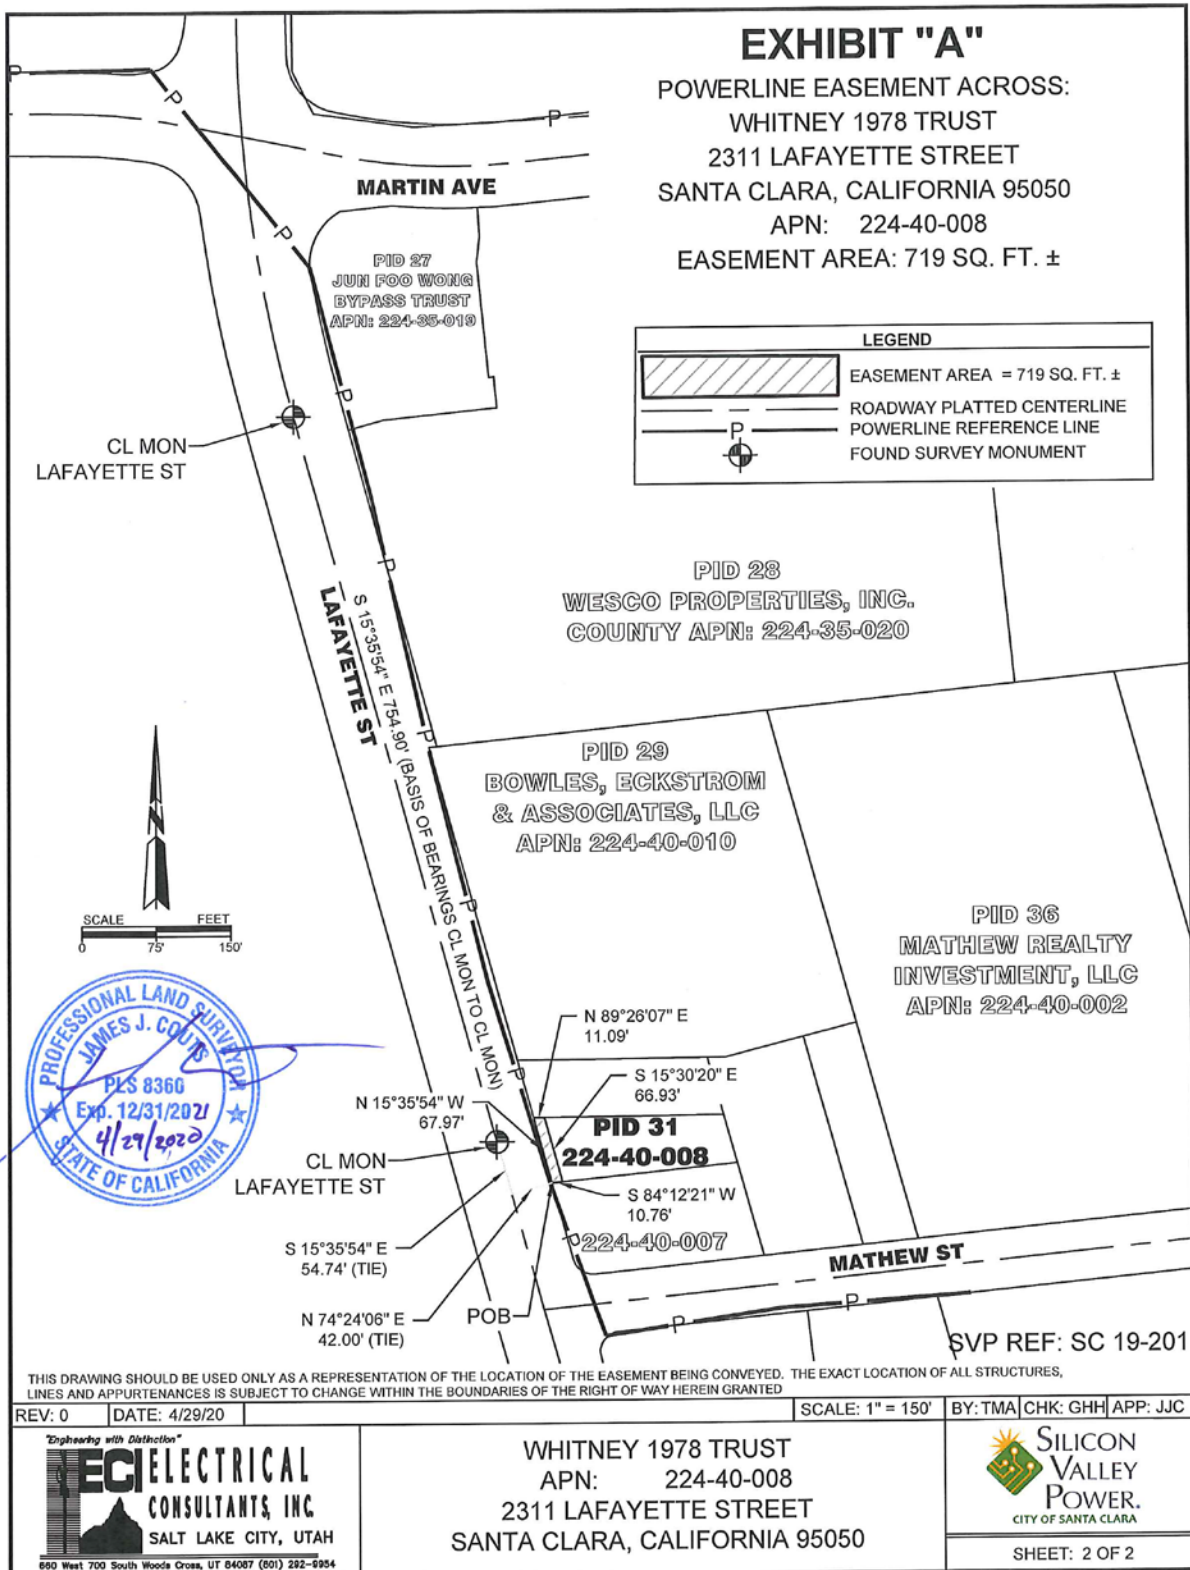 EXHIBIT "A"
POWERLINE EASEMENT ACROSS:
WHITNEY 1978 TRUST
2311 LAFAYETTE STREET
SANTA CLARA, CALIFORNIA 95050
APN: 224-40-008
EASEMENT AREA: 719 SQ. FT. ±
P
P
P
P
MARTIN AVE
PID 27
JUN FOO WONG
BYPASS TRUST
APN: 224-35-019
LEGEND
EASEMENT AREA = 719 SQ. FT. ±
ROADWAY PLATTED CENTERLINE
P
POWERLINE REFERENCE LINE
FOUND SURVEY MONUMENT
P
CL MON
LAFAYETTE ST
P
PID 28
WESCO PROPERTIES, INC.
COUNTY APN: 224-35-020
LAFAYETTE ST
S 15°35'54" E 754.90' (BASIS OF BEARINGS CL MON TO CL MON)
P
PID 29
BOWLES, ECKSTROM
& ASSOCIATES, LLC
APN: 224-40-010
N
SCALE FEET
0 75' 150'
P
PID 36
MATHEW REALTY
INVESTMENT, LLC
APN: 224-40-002
PROFESSIONAL LAND SURVEYOR
JAMES J. COUTS
PLS 8360
Exp. 12/31/2021
4/29/2020
STATE OF CALIFORNIA
N 89°26'07" E
11.09'
P
S 15°30'20" E
66.93'
N 15°35'54" W
67.97'
PID 31
224-40-008
CL MON
LAFAYETTE ST
S 84°12'21" W
10.76'
P
224-40-007
S 15°35'54" E
54.74' (TIE)
MATHEW ST
N 74°24'06" E
42.00' (TIE)
POB
P
P
SVP REF: SC 19-201
THIS DRAWING SHOULD BE USED ONLY AS A REPRESENTATION OF THE LOCATION OF THE EASEMENT BEING CONVEYED. THE EXACT LOCATION OF ALL STRUCTURES,
LINES AND APPURTENANCES IS SUBJECT TO CHANGE WITHIN THE BOUNDARIES OF THE RIGHT OF WAY HEREIN GRANTED
REV: 0 DATE: 4/29/20 SCALE: 1" = 150' BY: TMA CHK: GHH APP: JJC
"Engineering with Distinction"
ECI ELECTRICAL
CONSULTANTS, INC.
SALT LAKE CITY, UTAH
660 West 700 South Woods Cross, UT 84087 (801) 292-9954
WHITNEY 1978 TRUST
APN: 224-40-008
2311 LAFAYETTE STREET
SANTA CLARA, CALIFORNIA 95050
SILICON
VALLEY
POWER.
CITY OF SANTA CLARA
SHEET: 2 OF 2